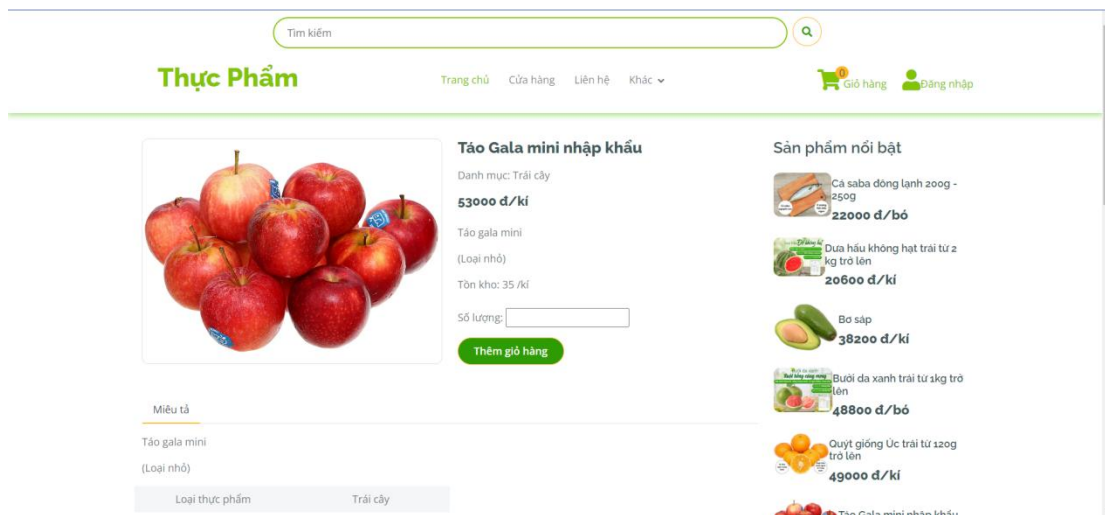 Tìm kiếm
Thực Phẩm
Trang chủ Cửa hàng Liên hệ Khác
0
Giỏ hàng
Đăng nhập
Táo Gala mini nhập khẩu
Danh mục: Trái cây
53000 đ/kí
Táo gala mini
(Loại nhỏ)
Tồn kho: 35 /kí
Số lượng:
Thêm giỏ hàng
Miêu tả
Táo gala mini
(Loại nhỏ)
Loại thực phẩm Trái cây
Sản phẩm nổi bật
Cá saba đông lạnh 200g -
250g
22000 đ/bó
Dưa hấu không hạt trái từ 2
kg trở lên
20600 đ/kí
Bơ sáp
38200 đ/kí
Bưởi da xanh trái từ 1kg trở
lên
48800 đ/bó
Quýt giống Úc trái từ 120g
trở lên
49000 đ/kí
Táo Gala mini nhập khẩu